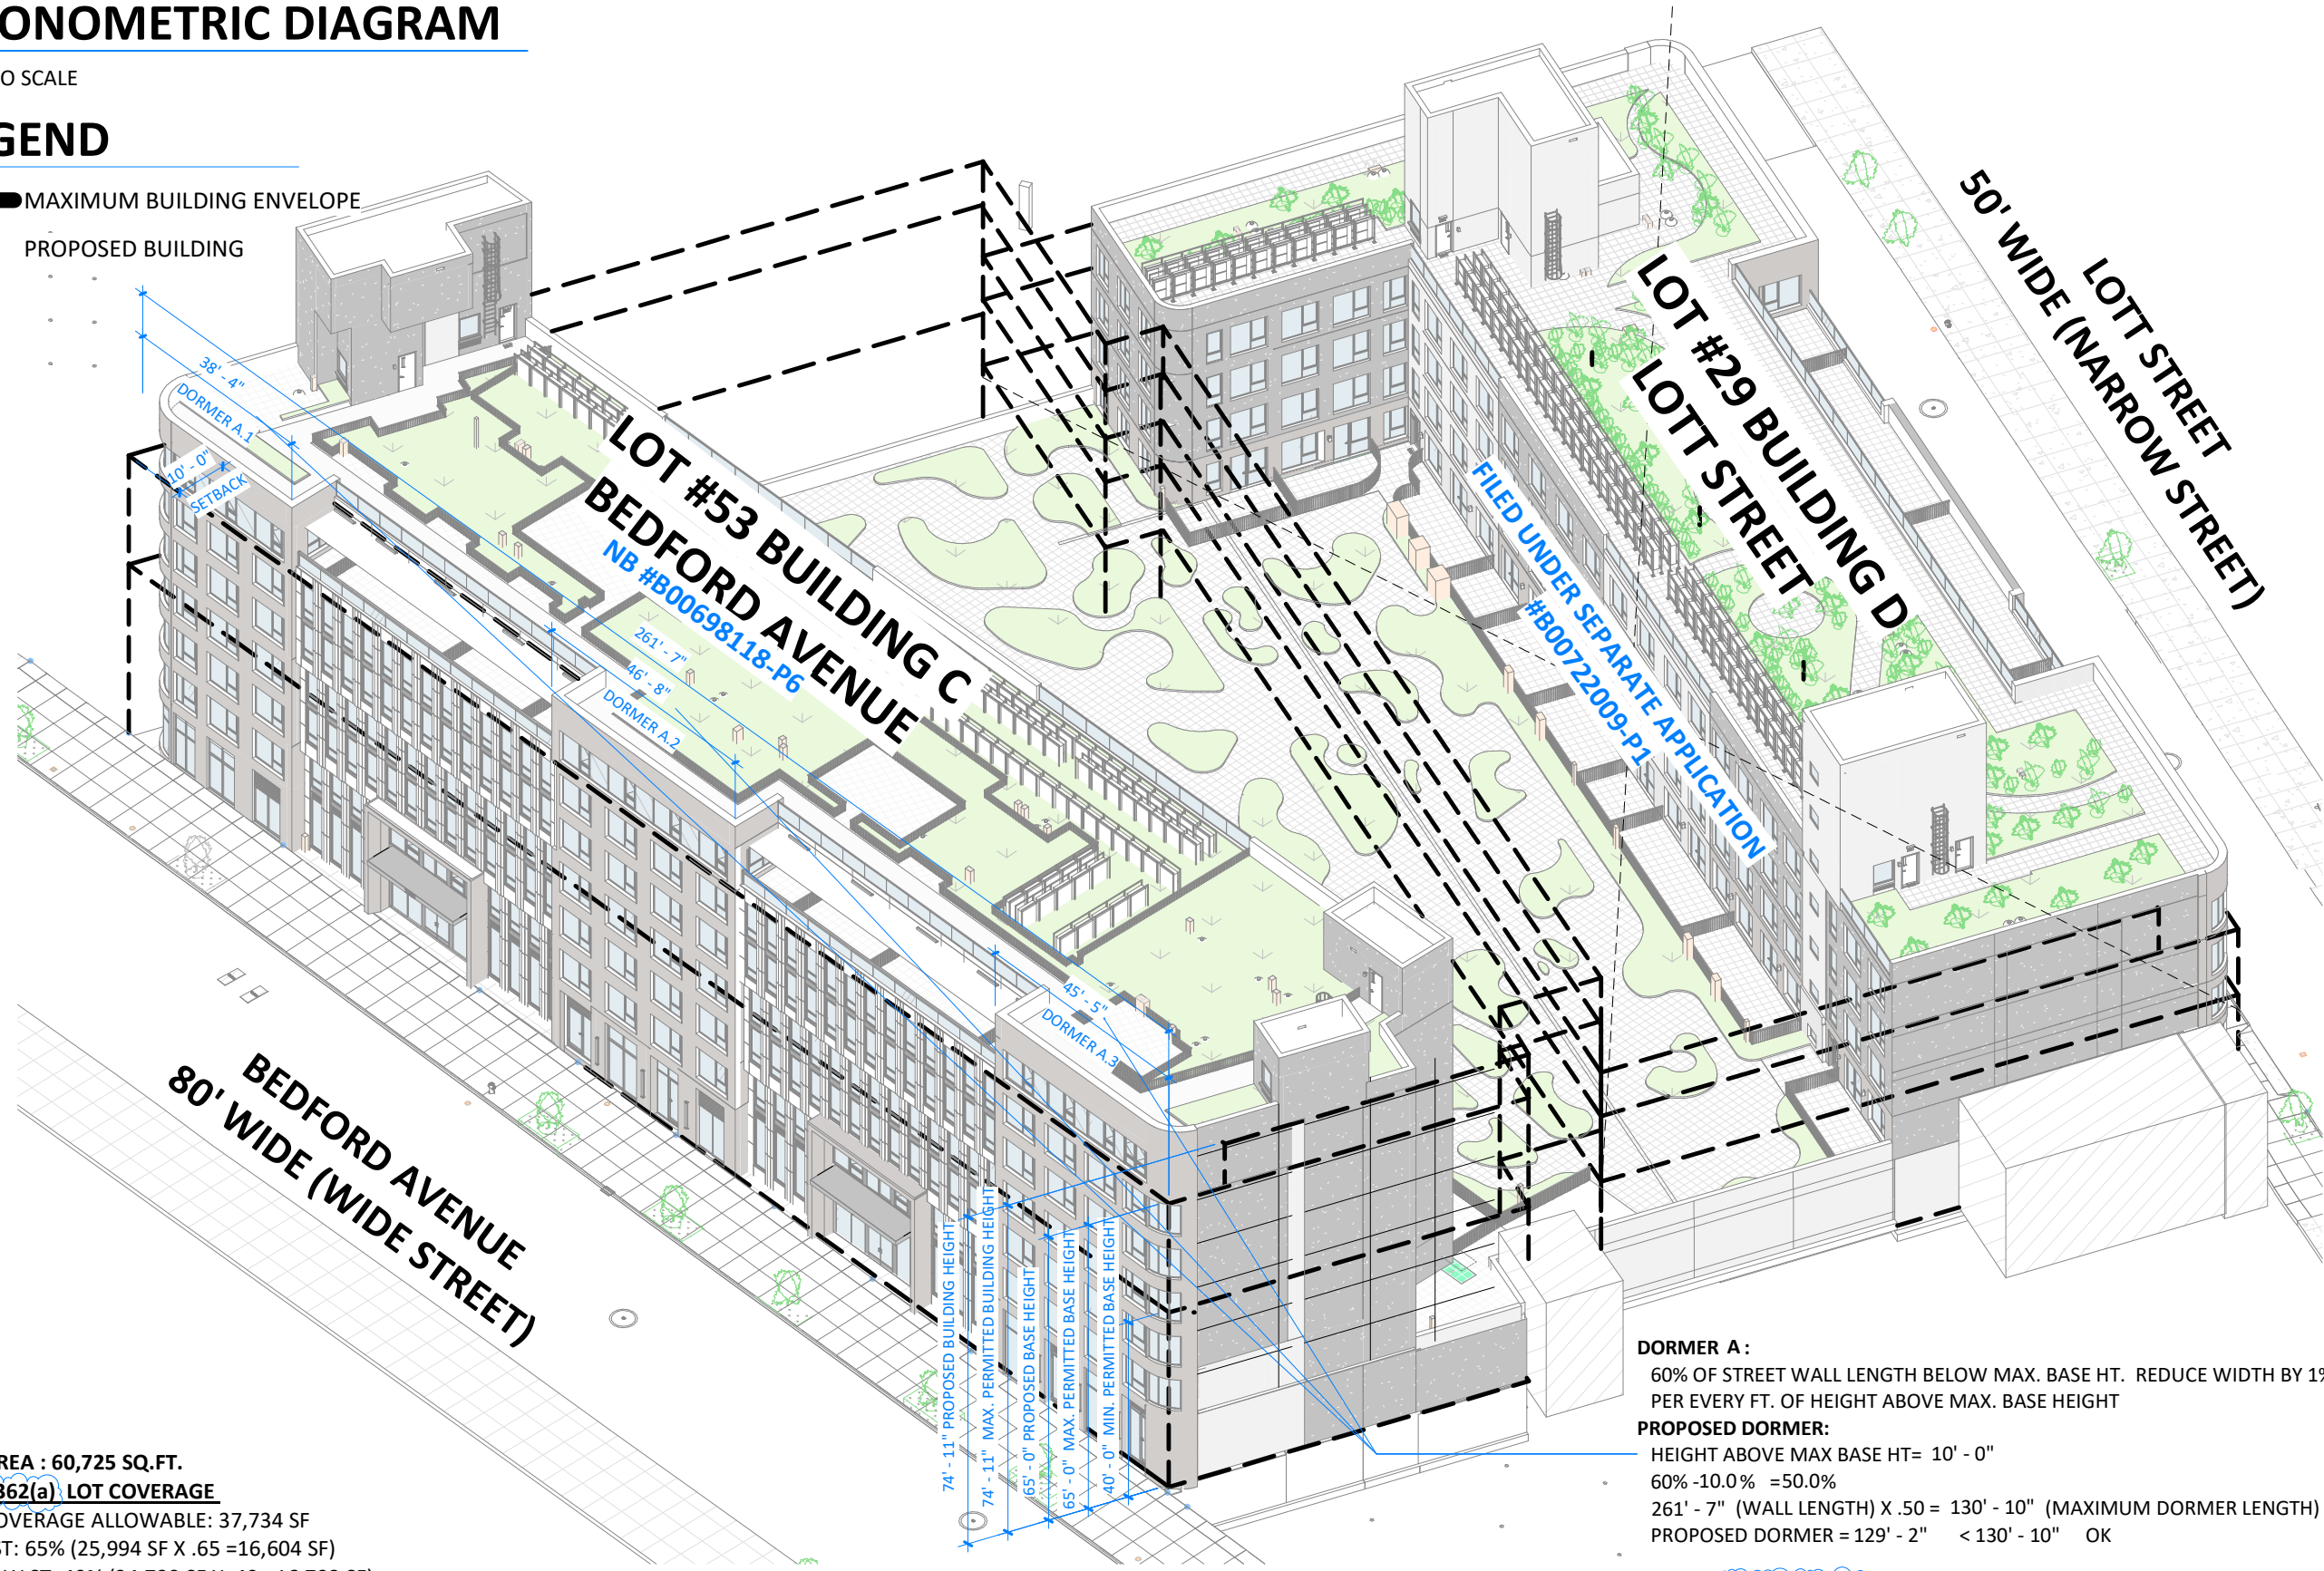 ONOMETRIC DIAGRAM
O SCALE
GEND
MAXIMUM BUILDING ENVELOPE
PROPOSED BUILDING
38' - 4"
DORMER A.1
10' - 0"
SETBACK
LOT #53 BUILDING C
BEDFORD AVENUE
NB #B00698118-P6
261' - 7"
46' - 8"
DORMER A.2
45' - 5"
DORMER A.3
LOT #29 BUILDING D
LOTT STREET
FILED UNDER SEPARATE APPLICATION
#B00722009-P1
LOTT STREET
50' WIDE (NARROW STREET)
BEDFORD AVENUE
80' WIDE (WIDE STREET)
74' - 11" PROPOSED BUILDING HEIGHT
74' - 11" MAX. PERMITTED BUILDING HEIGHT
65' - 0" PROPOSED BASE HEIGHT
65' - 0" MAX. PERMITTED BASE HEIGHT
40' - 0" MIN. PERMITTED BASE HEIGHT
DORMER A :
60% OF STREET WALL LENGTH BELOW MAX. BASE HT. REDUCE WIDTH BY 1%
PER EVERY FT. OF HEIGHT ABOVE MAX. BASE HEIGHT
PROPOSED DORMER:
HEIGHT ABOVE MAX BASE HT= 10' - 0"
60% -10.0 % =50.0%
261' - 7" (WALL LENGTH) X .50 = 130' - 10" (MAXIMUM DORMER LENGTH)
PROPOSED DORMER = 129' - 2" < 130' - 10" OK
REA : 60,725 SQ.FT.
362(a) LOT COVERAGE
OVERAGE ALLOWABLE: 37,734 SF
ST: 65% (25,994 SF X .65 =16,604 SF)